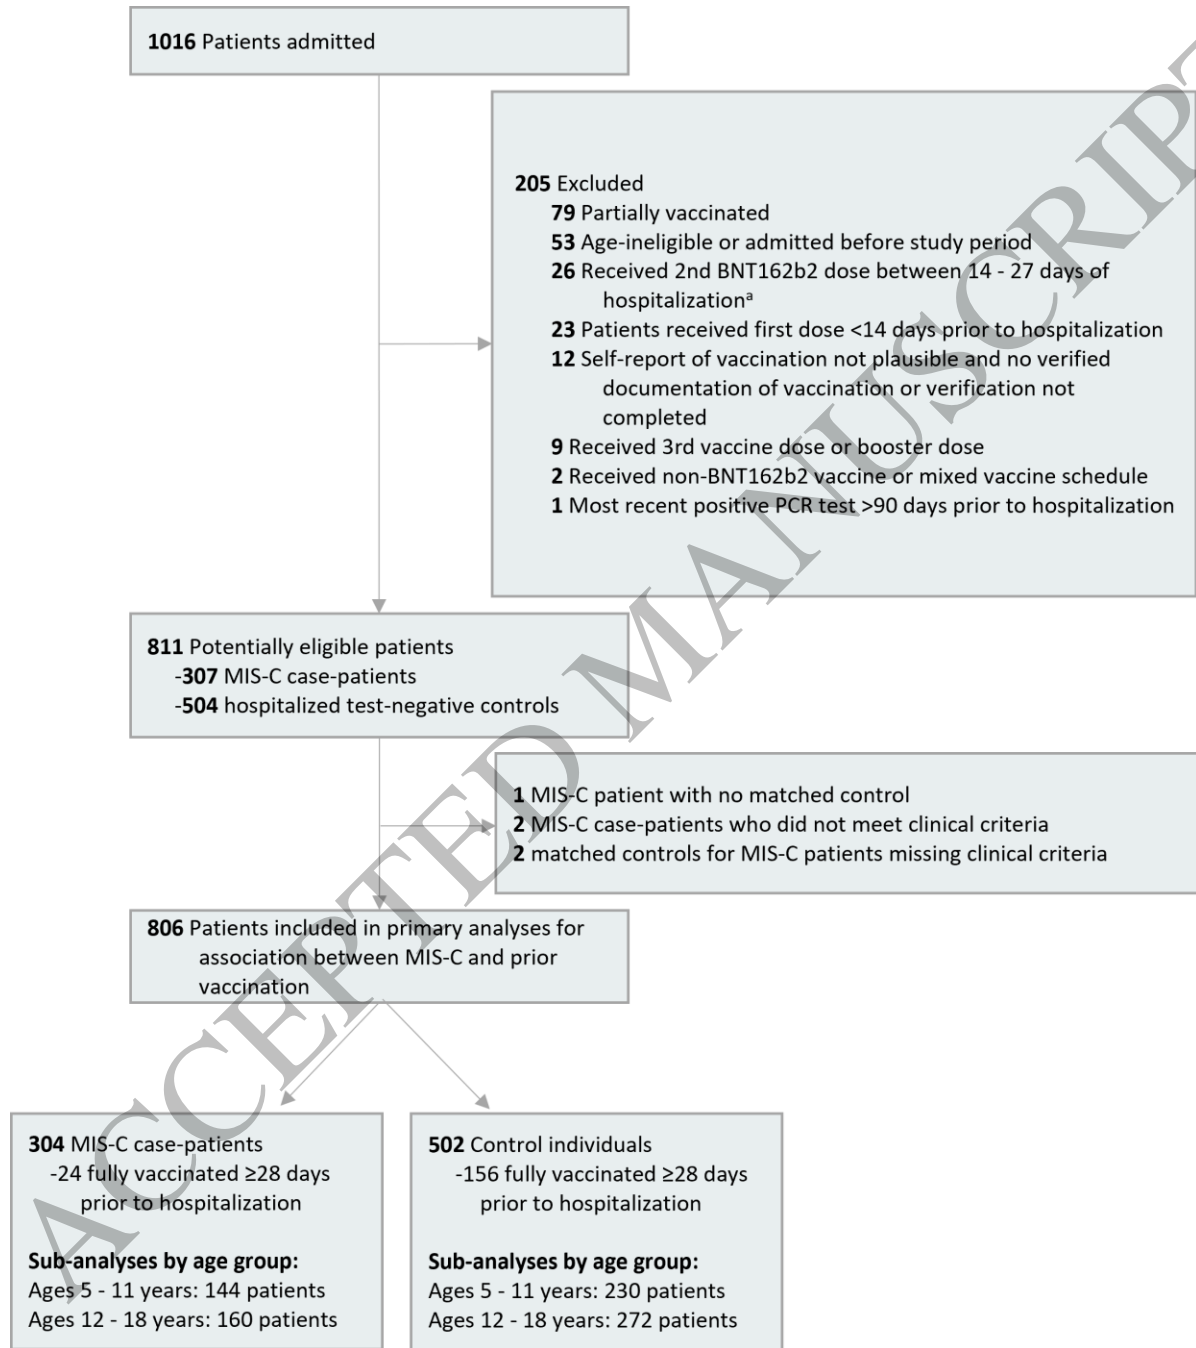 1016 Patients admitted
205 Excluded
79 Partially vaccinated
53 Age-ineligible or admitted before study period
26 Received 2nd BNT162b2 dose between 14 - 27 days of
hospitalizationᵃ
23 Patients received first dose <14 days prior to hospitalization
12 Self-report of vaccination not plausible and no verified
documentation of vaccination or verification not
completed
9 Received 3rd vaccine dose or booster dose
2 Received non-BNT162b2 vaccine or mixed vaccine schedule
1 Most recent positive PCR test >90 days prior to hospitalization
811 Potentially eligible patients
-307 MIS-C case-patients
-504 hospitalized test-negative controls
1 MIS-C patient with no matched control
2 MIS-C case-patients who did not meet clinical criteria
2 matched controls for MIS-C patients missing clinical criteria
806 Patients included in primary analyses for
association between MIS-C and prior
vaccination
304 MIS-C case-patients
-24 fully vaccinated ≥28 days
prior to hospitalization
Sub-analyses by age group:
Ages 5 - 11 years: 144 patients
Ages 12 - 18 years: 160 patients
502 Control individuals
-156 fully vaccinated ≥28 days
prior to hospitalization
Sub-analyses by age group:
Ages 5 - 11 years: 230 patients
Ages 12 - 18 years: 272 patients
ACCEPTED MANUSCRIPT